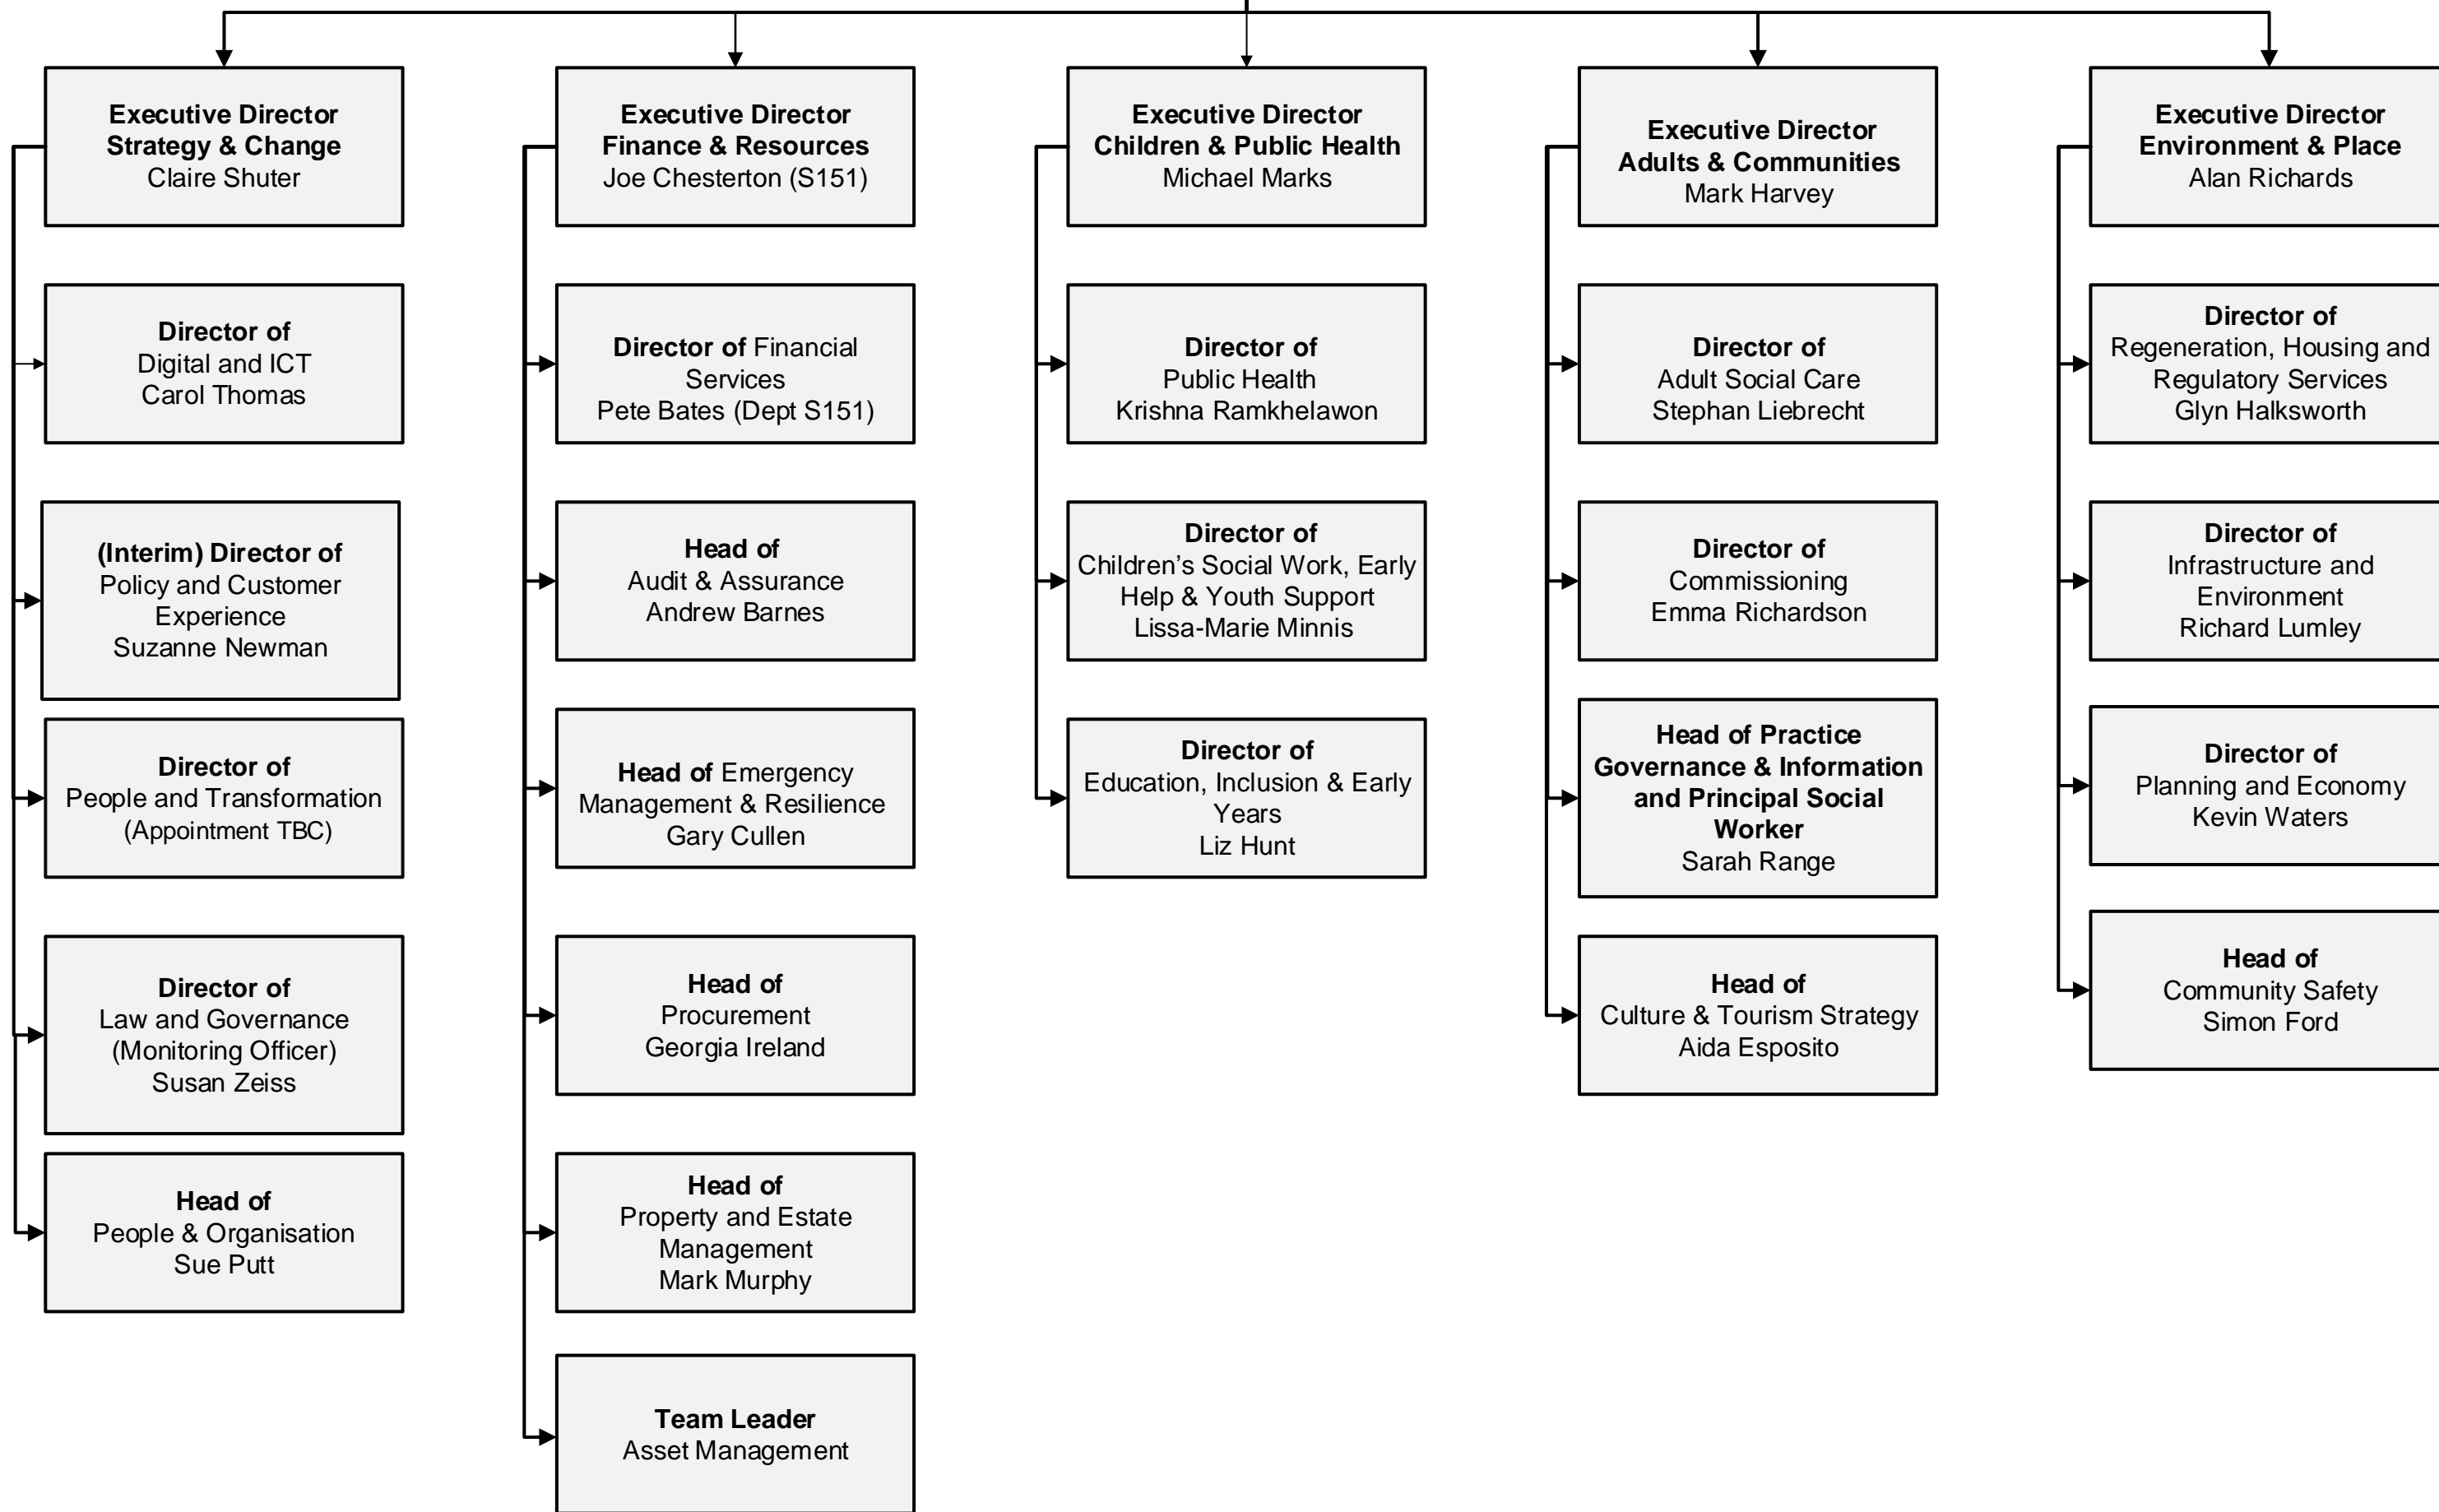 Executive Director
Strategy & Change
Claire Shuter
Director of
Digital and ICT
Carol Thomas
(Interim) Director of
Policy and Customer
Experience
Suzanne Newman
Director of
People and Transformation
(Appointment TBC)
Director of
Law and Governance
(Monitoring Officer)
Susan Zeiss
Head of
People & Organisation
Sue Putt
Executive Director
Finance & Resources
Joe Chesterton (S151)
Director of Financial
Services
Pete Bates (Dept S151)
Head of
Audit & Assurance
Andrew Barnes
Head of Emergency
Management & Resilience
Gary Cullen
Head of
Procurement
Georgia Ireland
Head of
Property and Estate
Management
Mark Murphy
Team Leader
Asset Management
Executive Director
Children & Public Health
Michael Marks
Director of
Public Health
Krishna Ramkhelawon
Director of
Children’s Social Work, Early
Help & Youth Support
Lissa-Marie Minnis
Director of
Education, Inclusion & Early
Years
Liz Hunt
Executive Director
Adults & Communities
Mark Harvey
Director of
Adult Social Care
Stephan Liebrecht
Director of
Commissioning
Emma Richardson
Head of Practice
Governance & Information
and Principal Social
Worker
Sarah Range
Head of
Culture & Tourism Strategy
Aida Esposito
Executive Director
Environment & Place
Alan Richards
Director of
Regeneration, Housing and
Regulatory Services
Glyn Halksworth
Director of
Infrastructure and
Environment
Richard Lumley
Director of
Planning and Economy
Kevin Waters
Head of
Community Safety
Simon Ford